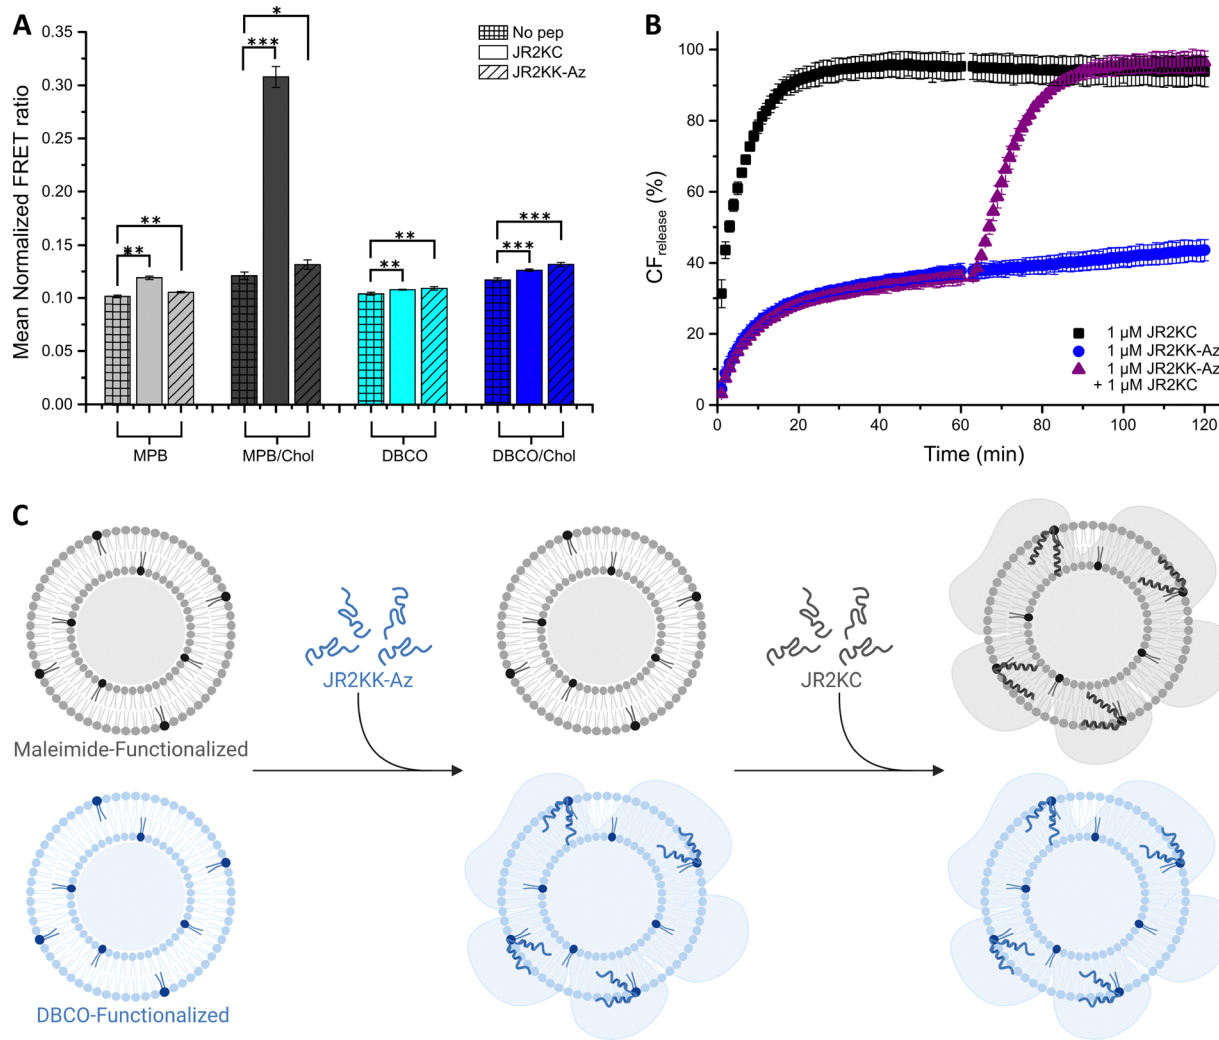 A
Mean Normalized FRET ratio
0.35
0.30
0.25
0.20
0.15
0.10
0.05
0.00
No pep
JR2KC
JR2KK-Az
**
**
***
*
**
**
***
***
MPB
MPB/Chol
DBCO
DBCO/Chol
B
CFrelease (%)
100
80
60
40
20
0
0
20
40
60
80
100
120
Time (min)
1 µM JR2KC
1 µM JR2KK-Az
1 µM JR2KK-Az
+ 1 µM JR2KC
C
JR2KK-Az
JR2KC
Maleimide-Functionalized
DBCO-Functionalized